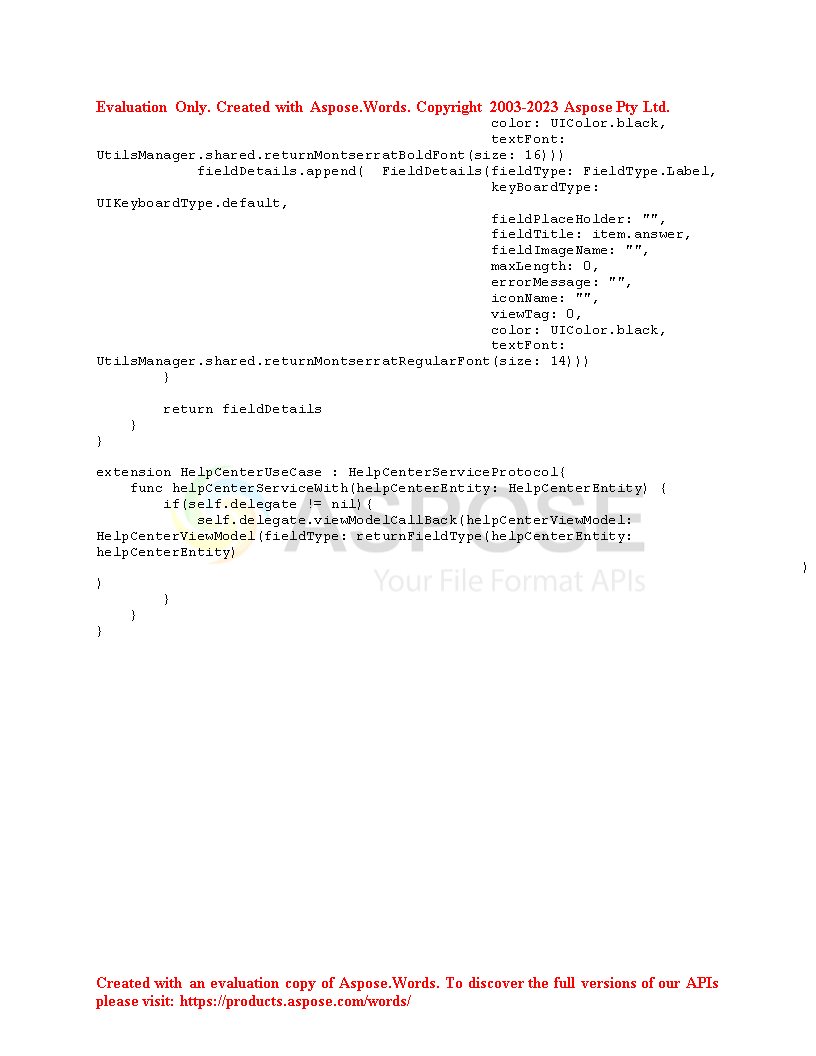 Evaluation Only. Created with Aspose.Words. Copyright 2003-2023 Aspose Pty Ltd.
                                               color: UIColor.black,
                                               textFont:
UtilsManager.shared.returnMontserratBoldFont(size: 16)))
            fieldDetails.append(  FieldDetails(fieldType: FieldType.Label,
                                               keyBoardType:
UIKeyboardType.default,
                                               fieldPlaceHolder: "",
                                               fieldTitle: item.answer,
                                               fieldImageName: "",
                                               maxLength: 0,
                                               errorMessage: "",
                                               iconName: "",
                                               viewTag: 0,
                                               color: UIColor.black,
                                               textFont:
UtilsManager.shared.returnMontserratRegularFont(size: 14)))
        }

        return fieldDetails
    }
}

extension HelpCenterUseCase : HelpCenterServiceProtocol{
    func helpCenterServiceWith(helpCenterEntity: HelpCenterEntity) {
        if(self.delegate != nil){
            self.delegate.viewModelCallBack(helpCenterViewModel:
HelpCenterViewModel(fieldType: returnFieldType(helpCenterEntity:
helpCenterEntity)
                                                                                    )
)
        }
    }
}
ASPOSE
Your File Format APIs
Created with an evaluation copy of Aspose.Words. To discover the full versions of our APIs
please visit: https://products.aspose.com/words/